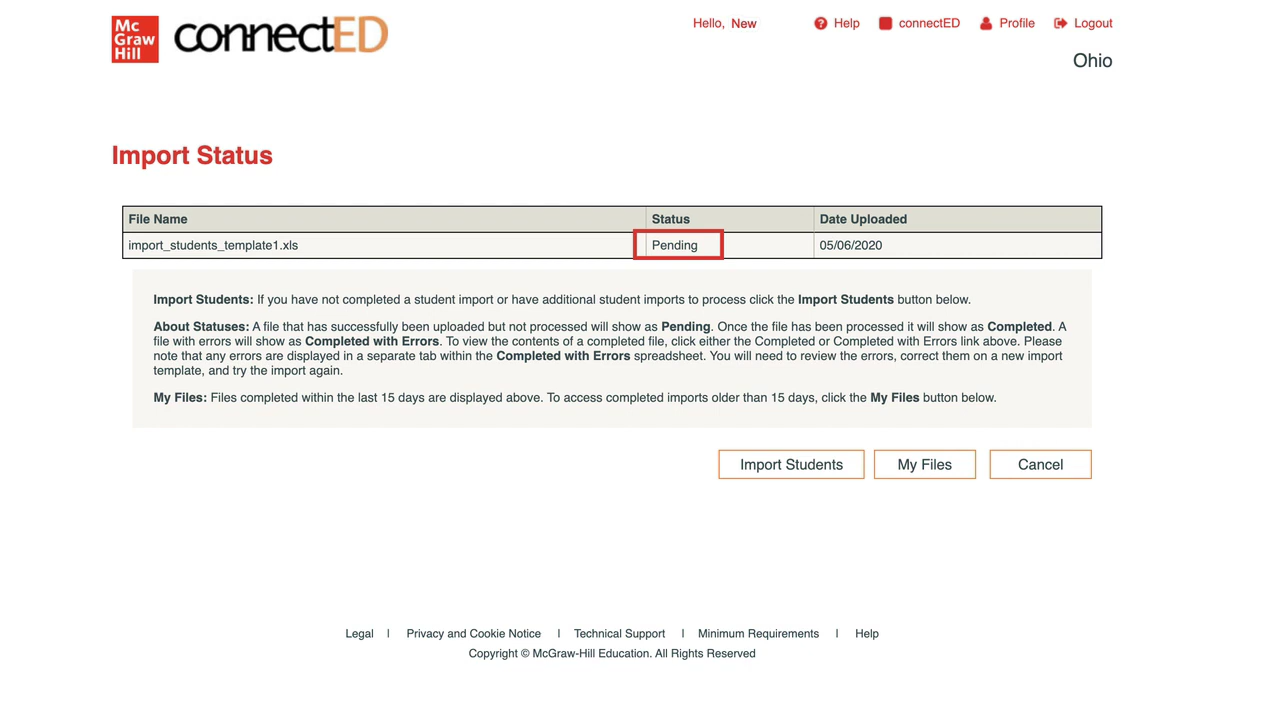 Mc
Graw
Hill
connectED
Hello, New
Help
connectED
Profile
Logout
Ohio
Import Status
File Name Status Date Uploaded
import_students_template1.xls Pending 05/06/2020
Import Students: If you have not completed a student import or have additional student imports to process click the Import Students button below.
About Statuses: A file that has successfully been uploaded but not processed will show as Pending. Once the file has been processed it will show as Completed. A
file with errors will show as Completed with Errors. To view the contents of a completed file, click either the Completed or Completed with Errors link above. Please
note that any errors are displayed in a separate tab within the Completed with Errors spreadsheet. You will need to review the errors, correct them on a new import
template, and try the import again.
My Files: Files completed within the last 15 days are displayed above. To access completed imports older than 15 days, click the My Files button below.
Import Students
My Files
Cancel
Legal | Privacy and Cookie Notice | Technical Support | Minimum Requirements | Help
Copyright © McGraw-Hill Education. All Rights Reserved